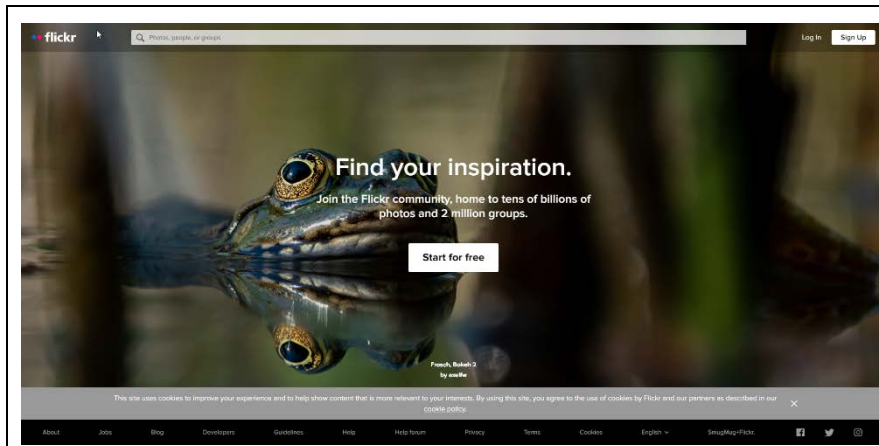 flickr
Photos, people, or groups
Log In
Sign Up
Find your inspiration.
Join the Flickr community, home to tens of billions of
photos and 2 million groups.
Start for free
Frosch, Bokeh 2
by axelfw
This site uses cookies to improve your experience and to help show content that is more relevant to your interests. By using this site, you agree to the use of cookies by Flickr and our partners as described in our
cookie policy.
About
Jobs
Blog
Developers
Guidelines
Help
Help forum
Privacy
Terms
Cookies
English
SmugMug+Flickr.